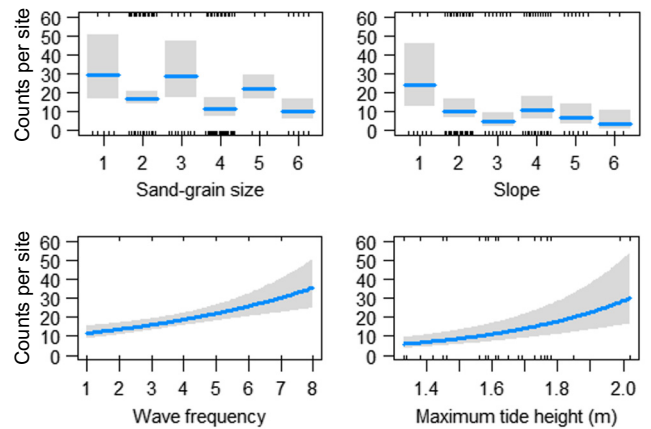 Counts per site
60
50
40
30
20
10
0
1 2 3 4 5 6
Sand-grain size
60
50
40
30
20
10
0
1 2 3 4 5 6
Slope
Counts per site
60
50
40
30
20
10
0
1 2 3 4 5 6 7 8
Wave frequency
60
50
40
30
20
10
0
1.4 1.6 1.8 2.0
Maximum tide height (m)